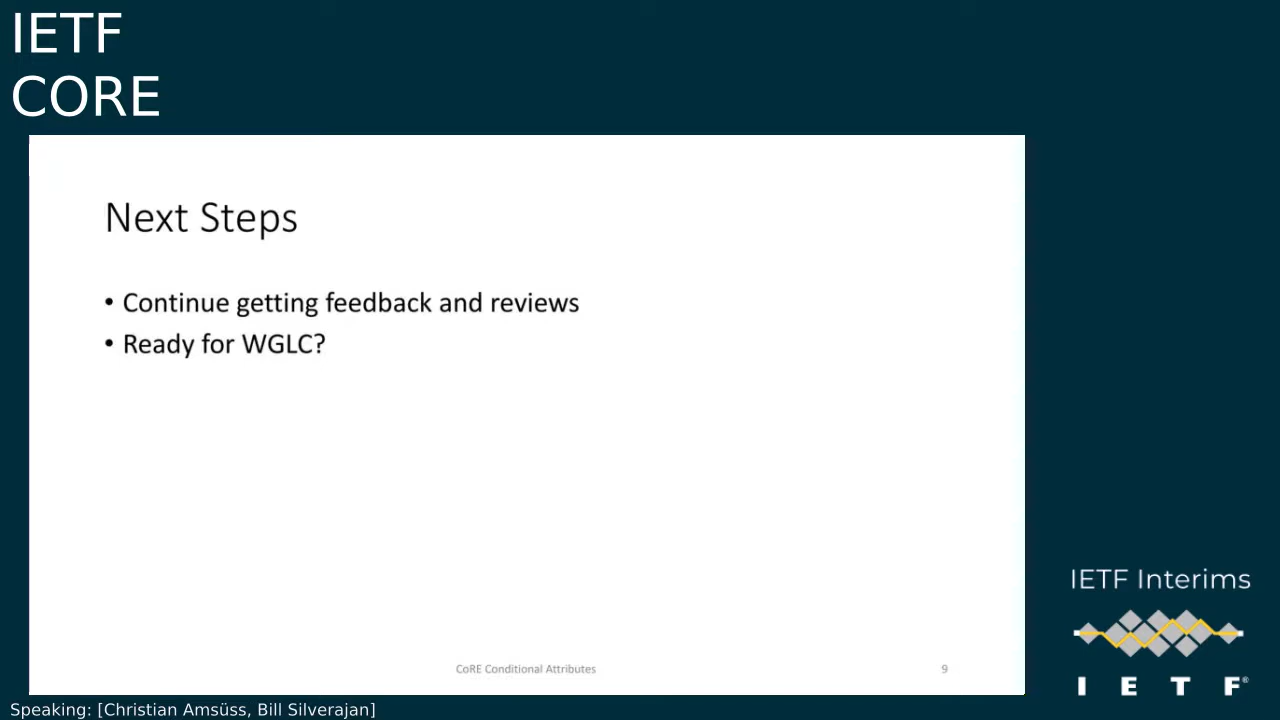 IETF
CORE
Next Steps
• Continue getting feedback and reviews
• Ready for WGLC?
CoRE Conditional Attributes
9
IETF Interims
I E T F®
Speaking: [Christian Amsüss, Bill Silverajan]